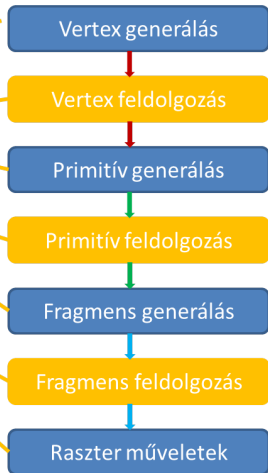 Vertex generálás
Vertex feldolgozás
Primitív generálás
Primitív feldolgozás
Fragmens generálás
Fragmens feldolgozás
Raszter műveletek